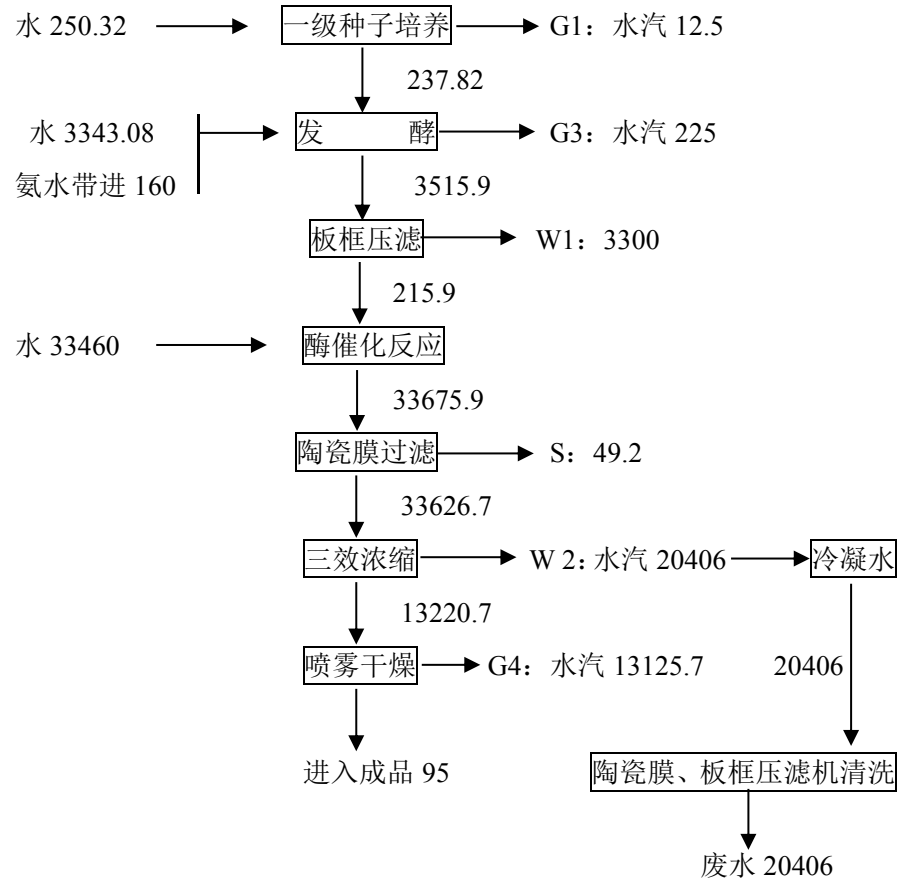 水 250.32
一级种子培养
G1：水汽 12.5
237.82
水 3343.08
发 酵
G3：水汽 225
氨水带进 160
3515.9
板框压滤
W1：3300
215.9
水 33460
酶催化反应
33675.9
陶瓷膜过滤
S：49.2
33626.7
三效浓缩
W 2：水汽 20406
冷凝水
13220.7
喷雾干燥
G4：水汽 13125.7
20406
进入成品 95
陶瓷膜、板框压滤机清洗
废水 20406